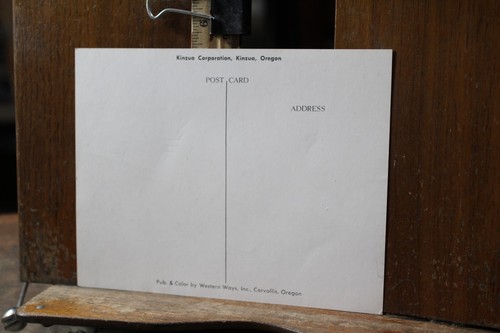 Kinzua Corporation, Kinzua, Oregon
POST CARD
ADDRESS
Pub. & Color by Western Ways, Inc., Corvallis, Oregon